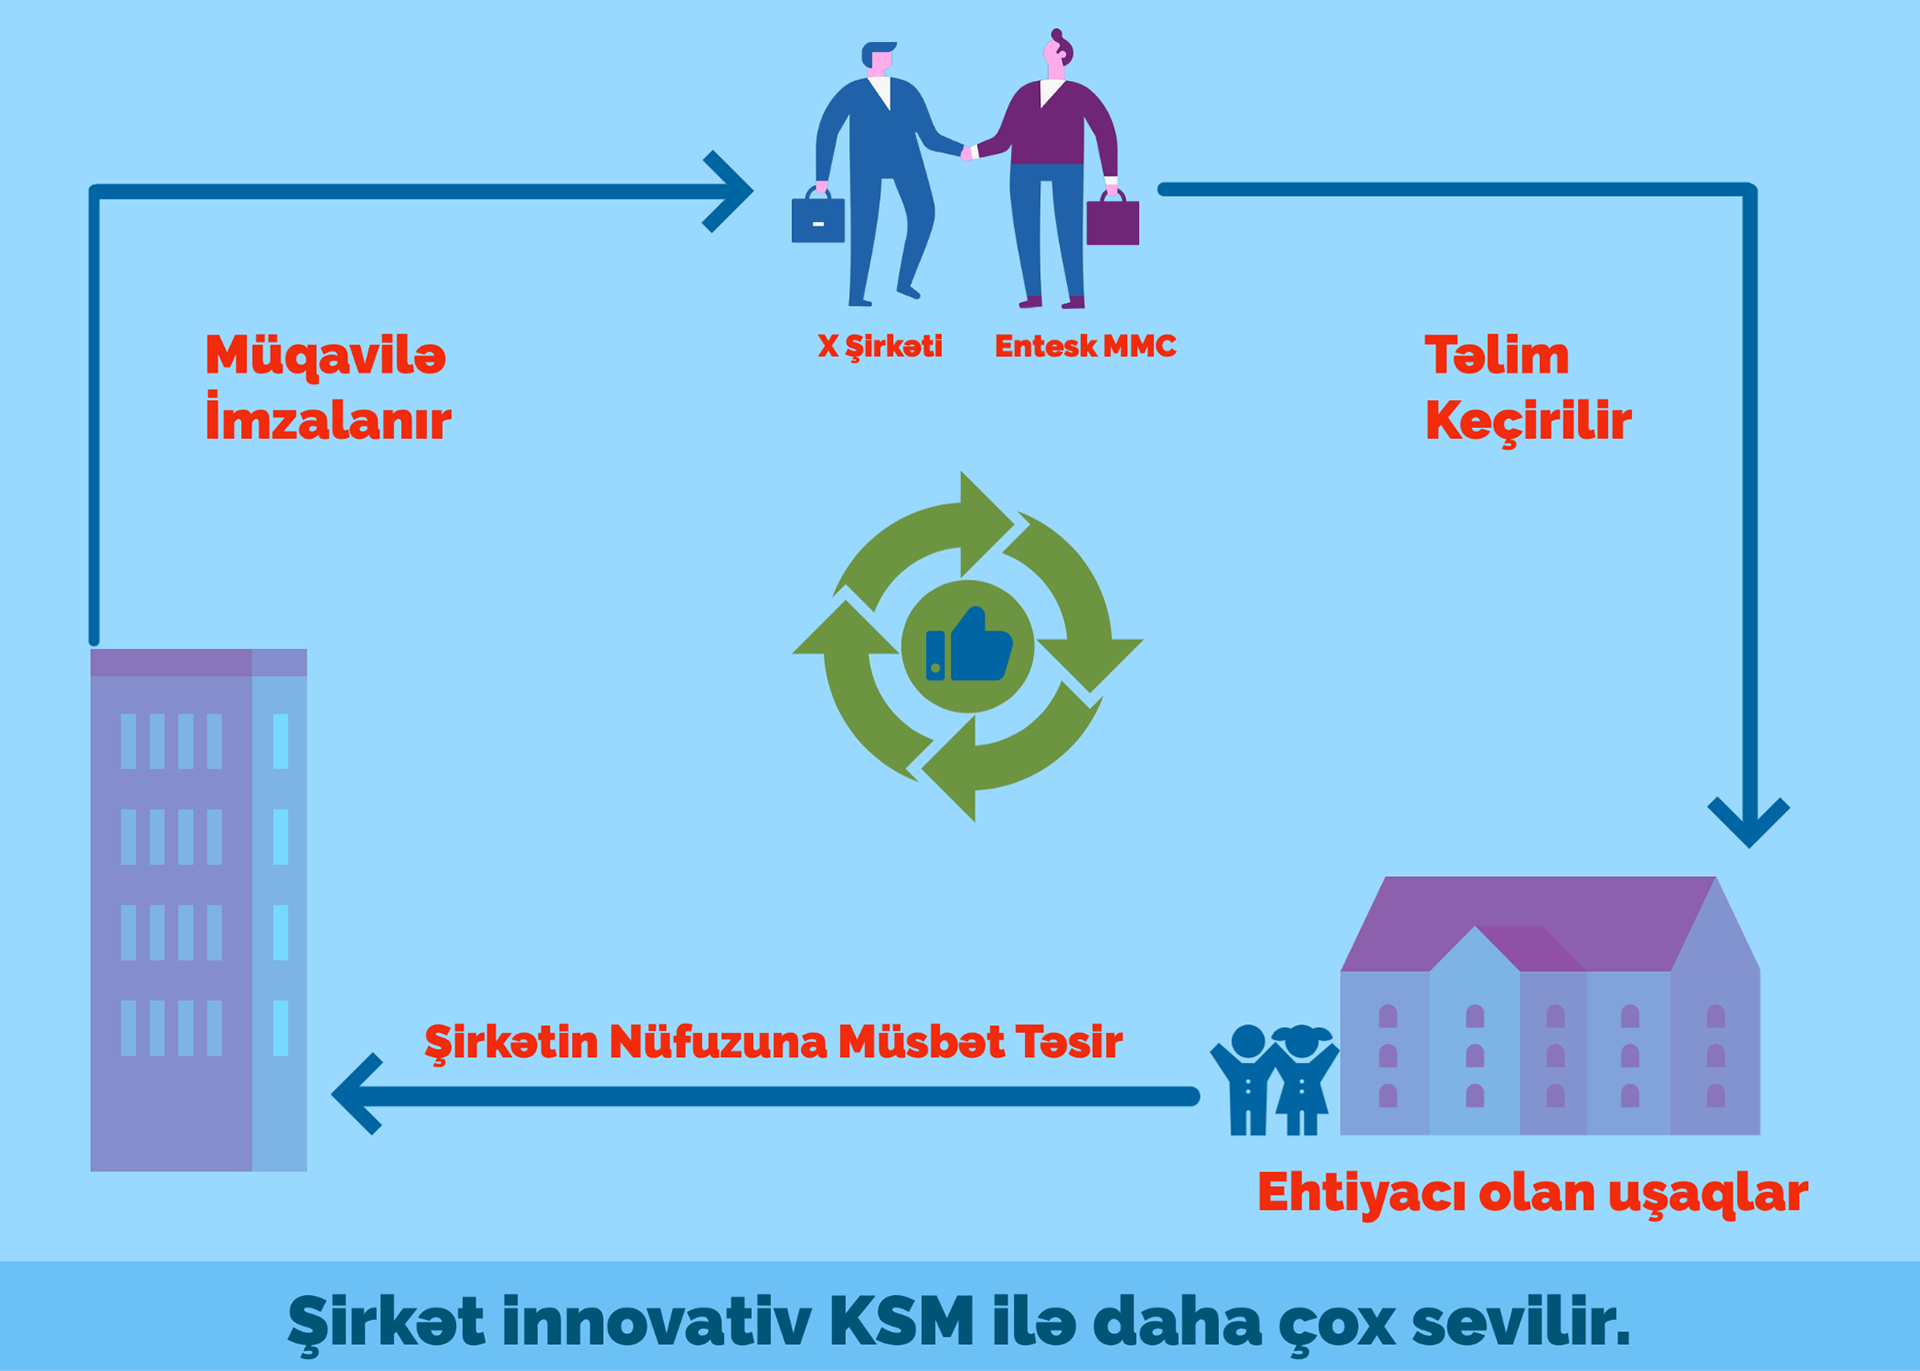 X Şirkəti
Entesk MMC
Müqavilə
İmzalanır
Təlim
Keçirilir
Şirkətin Nüfuzuna Müsbət Təsir
Ehtiyacı olan uşaqlar
Şirkət innovativ KSM ilə daha çox sevilir.